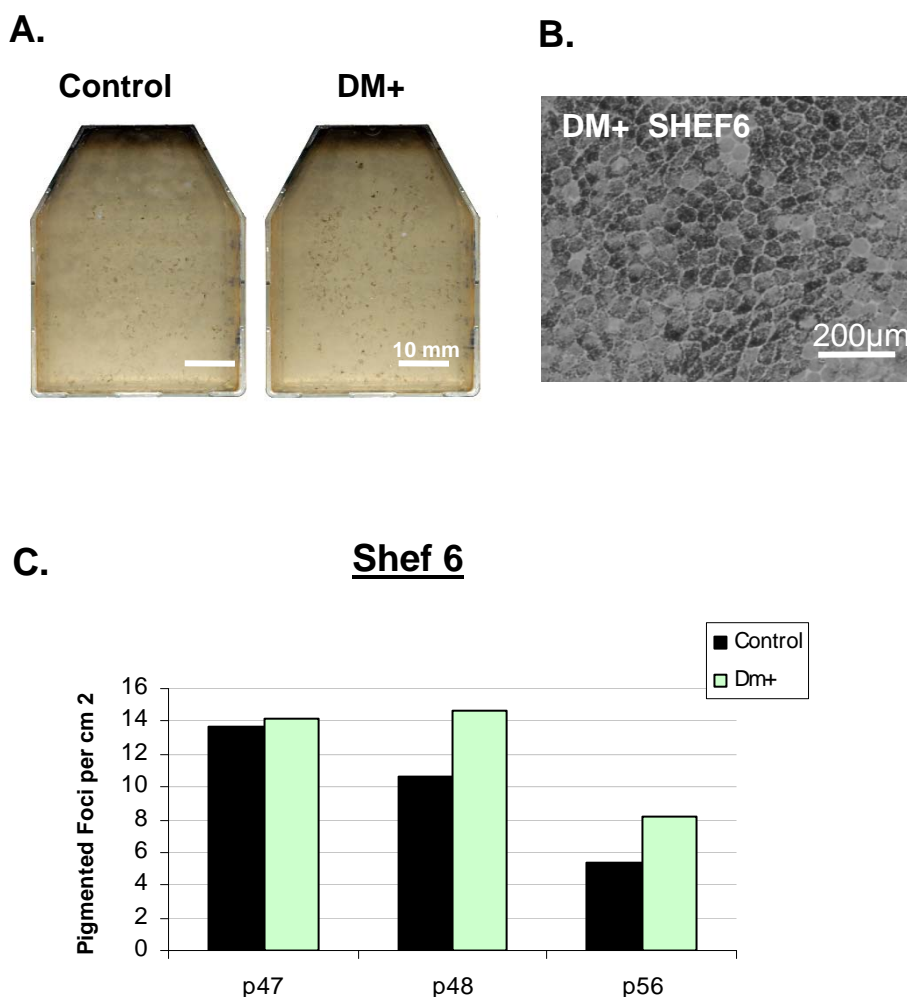 A.
Control
DM+
10 mm
B.
DM+ SHEF6
200µm
C.
Shef 6
Control
Dm+
Pigmented Foci per cm 2
16
14
12
10
8
6
4
2
0
p47 p48 p56